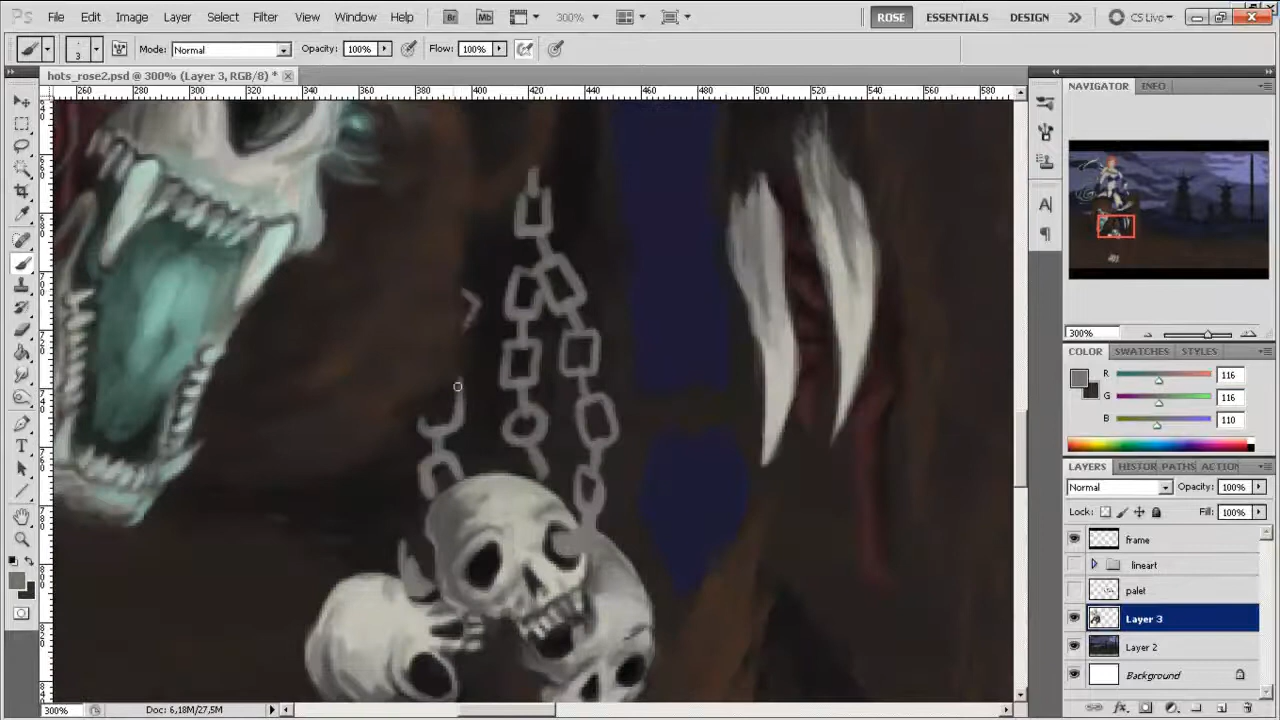 Ps File Edit Image Layer Select Filter View Window Help Br Mb 300% ROSE ESSENTIALS DESIGN CS Live
3 Mode: Normal Opacity: 100% Flow: 100%
hots_rose2.psd @ 300% (Layer 3, RGB/8) *
260 280 300 320 340 360 380 400 420 440 460 480 500 520 540 560 580
NAVIGATOR INFO
300%
COLOR SWATCHES STYLES
R 116
G 116
B 110
LAYERS HISTOR PATHS ACTION
Normal Opacity: 100%
Lock: Fill: 100%
frame
lineart
palet
Layer 3
Layer 2
Background
300% Doc: 6,18M/27,5M